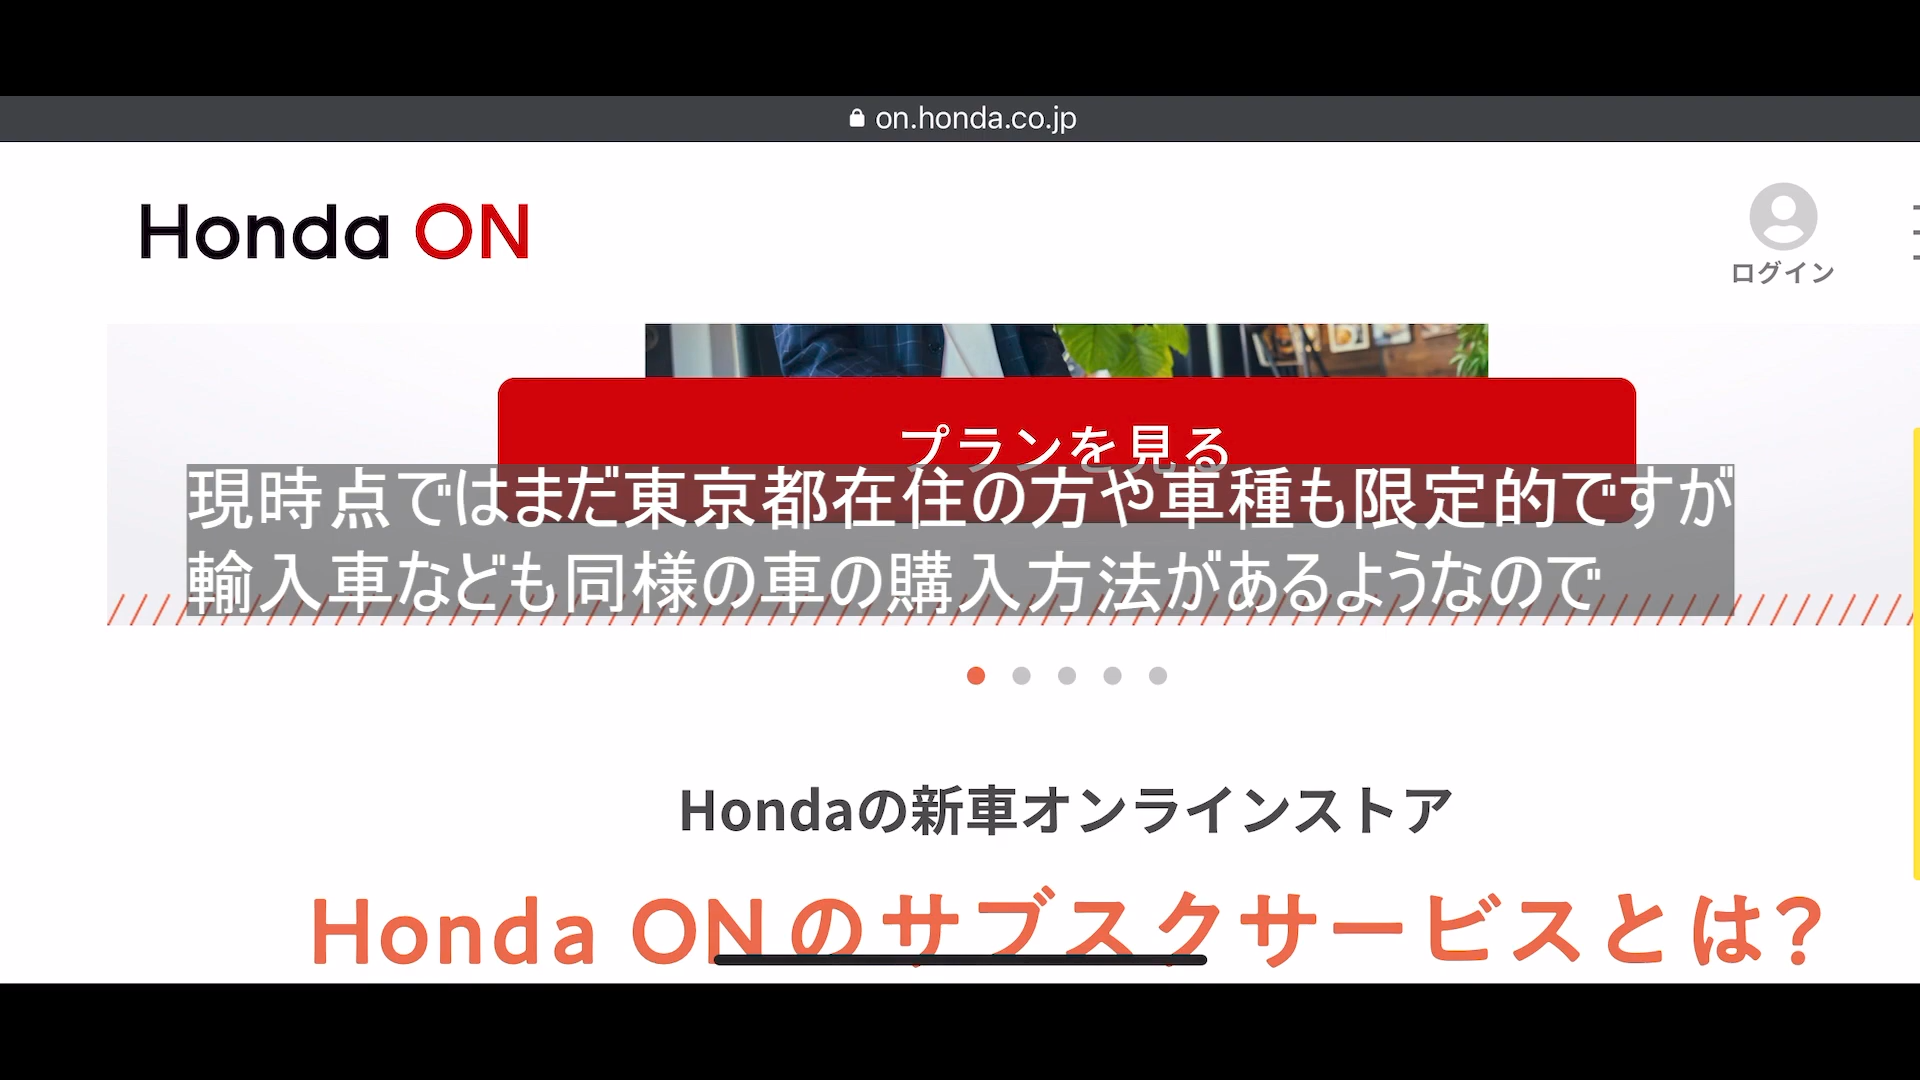 on.honda.co.jp
Honda ON
ログイン
プランを見る
現時点ではまだ東京都在住の方や車種も限定的ですが
輸入車なども同様の車の購入方法があるようなので
Hondaの新車オンラインストア
Honda ONのサブスクサービスとは?